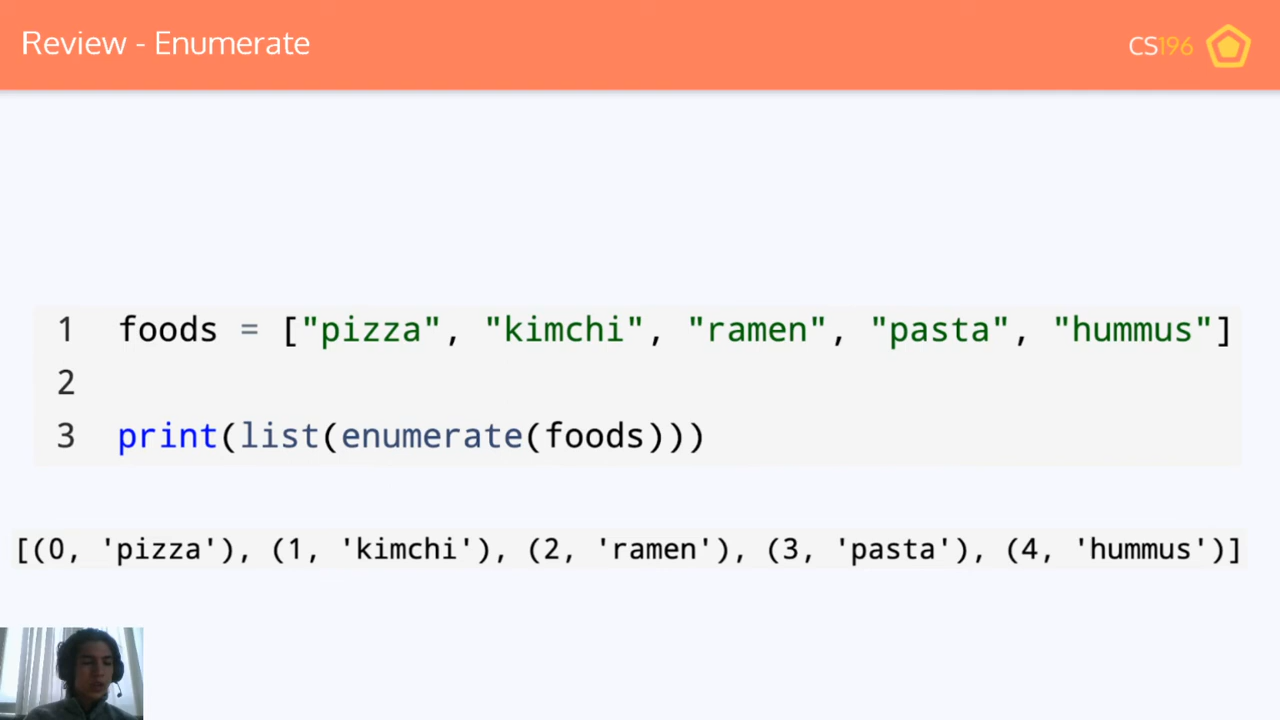 Review - Enumerate
CS196
1 foods = ["pizza", "kimchi", "ramen", "pasta", "hummus"]
2
3 print(list(enumerate(foods)))
[(0, 'pizza'), (1, 'kimchi'), (2, 'ramen'), (3, 'pasta'), (4, 'hummus')]